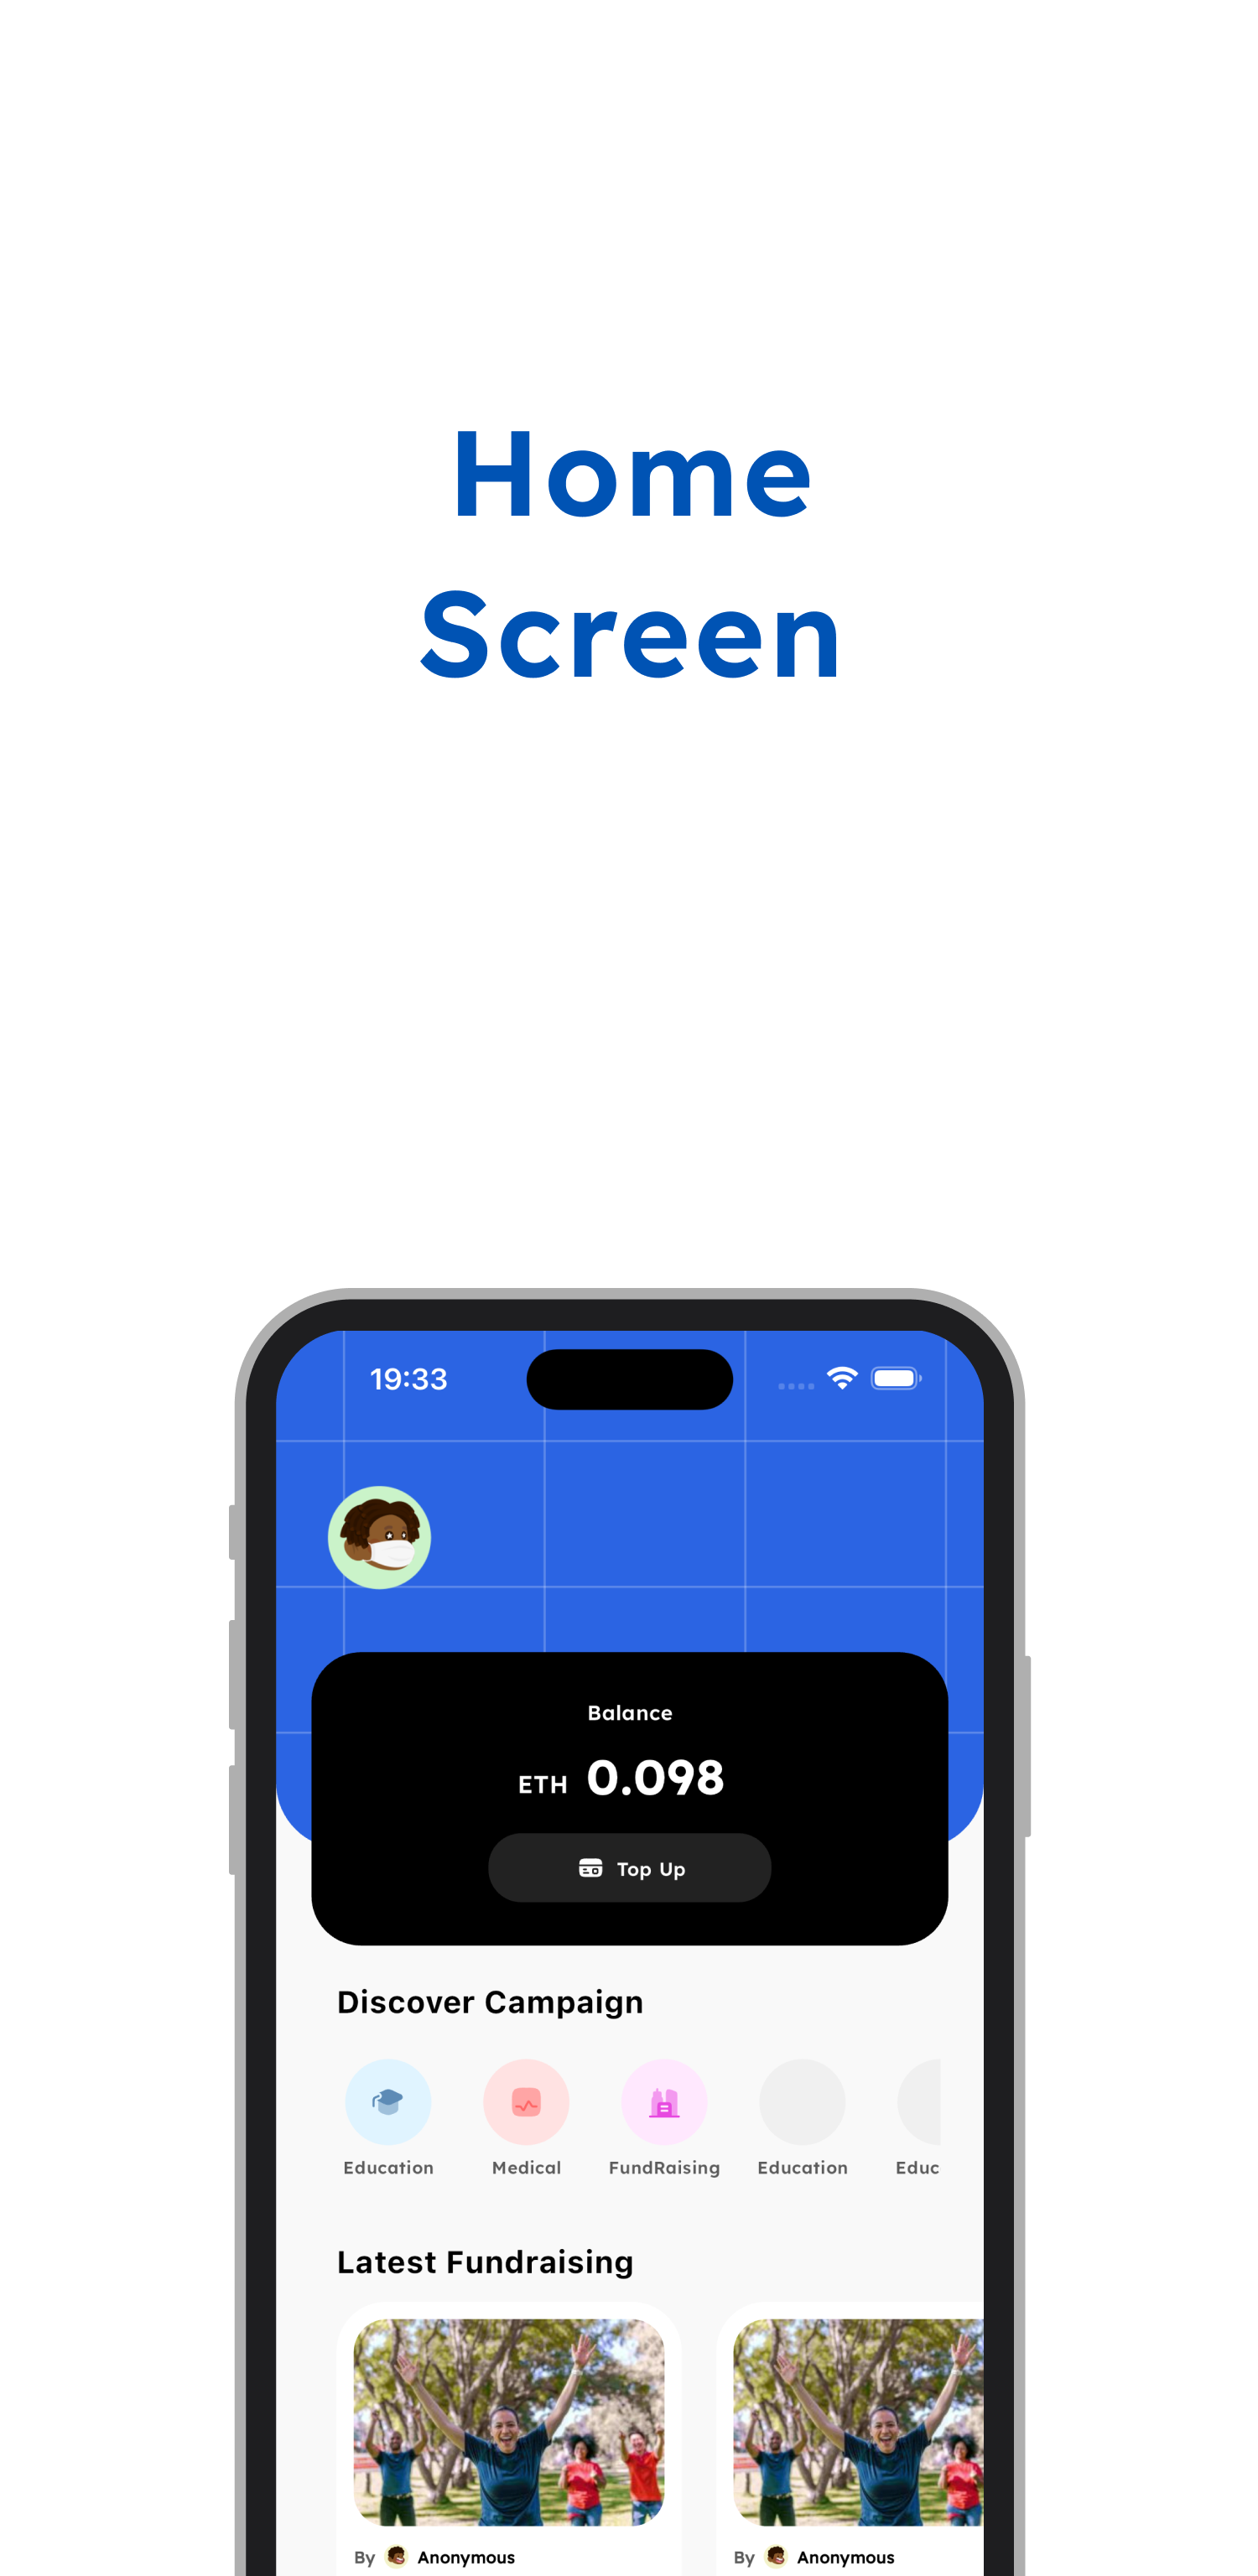 Home
Screen
19:33
Balance
ETH 0.098
Top Up
Discover Campaign
Education Medical FundRaising Education Educ
Latest Fundraising
By Anonymous By Anonymous